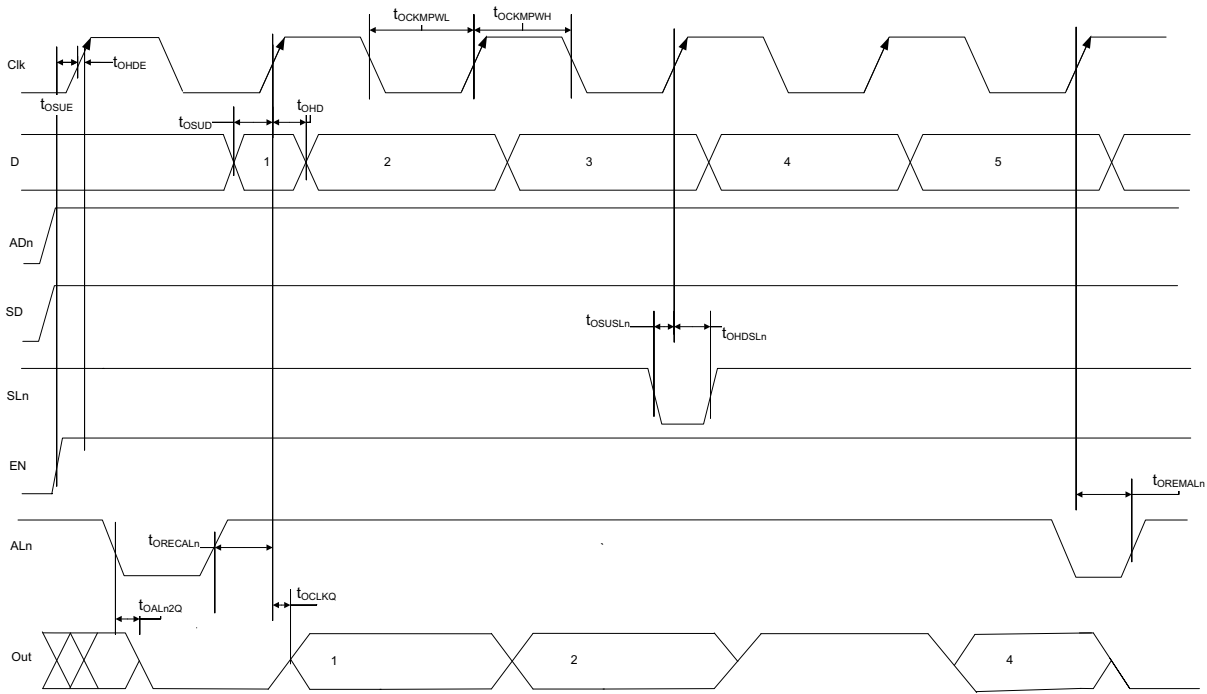 tOCKMPWL tOCKMPWH
Clk
tOHDE
tOSUE
tOSUD
tOHD
D 1 2 3 4 5
ADn
SD
tOSUSLn
tOHDSLn
SLn
EN
tOREMALn
ALn
tORECALn
tOALn2Q
tOCLKQ
Out 1 2 4